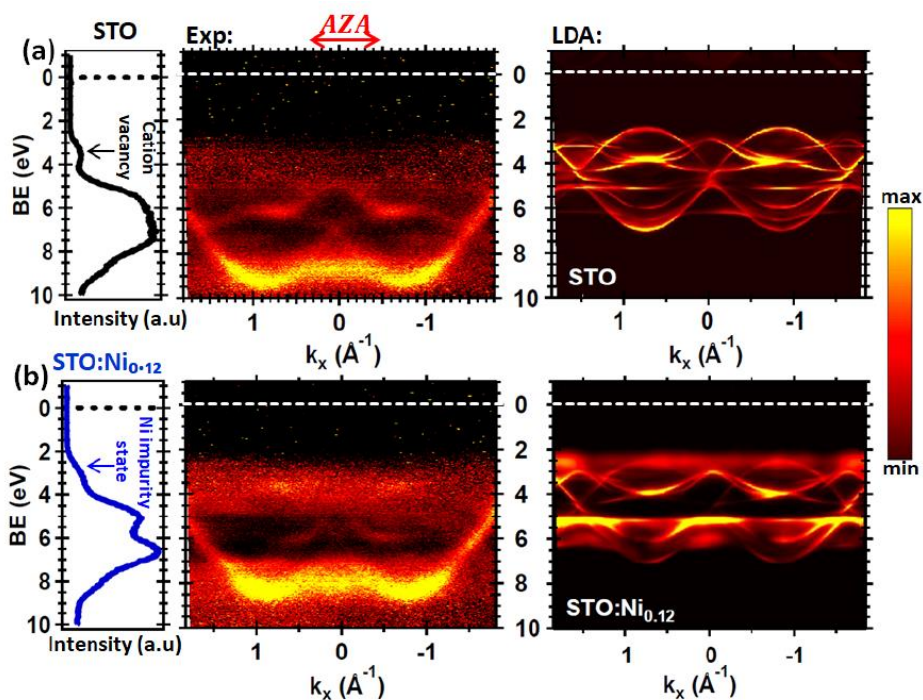 STO Exp: AZA LDA:
(a)
0
2
4
6
8
10
BE (eV)
Cation
vacancy
Intensity (a.u)
1 0 -1
kₓ (Å⁻¹)
0
2
4
6
8
10
STO
1 0 -1
kₓ (Å⁻¹)
max
min
STO:Ni₀.₁₂
(b)
0
2
4
6
8
10
BE (eV)
Ni impurity
state
Intensity (a.u)
1 0 -1
kₓ (Å⁻¹)
0
2
4
6
8
10
STO:Ni₀.₁₂
1 0 -1
kₓ (Å⁻¹)